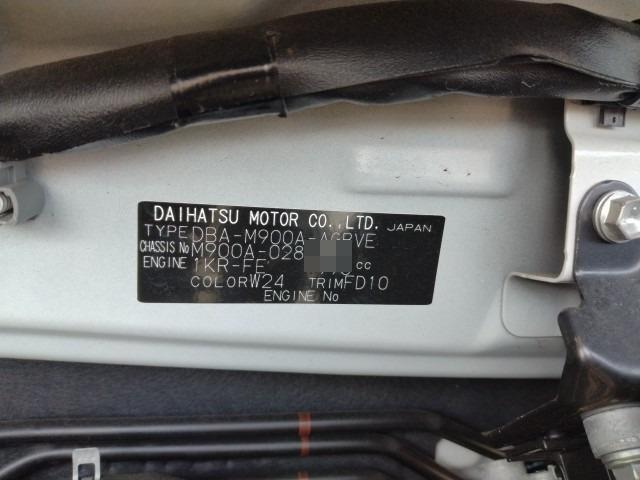 DAIHATSU MOTOR CO.,LTD. JAPAN
TYPE DBA-M900A-AGBVE
CHASSIS No M900A-028
ENGINE 1KR-FE cc
COLOR W24 TRIM FD10
ENGINE No